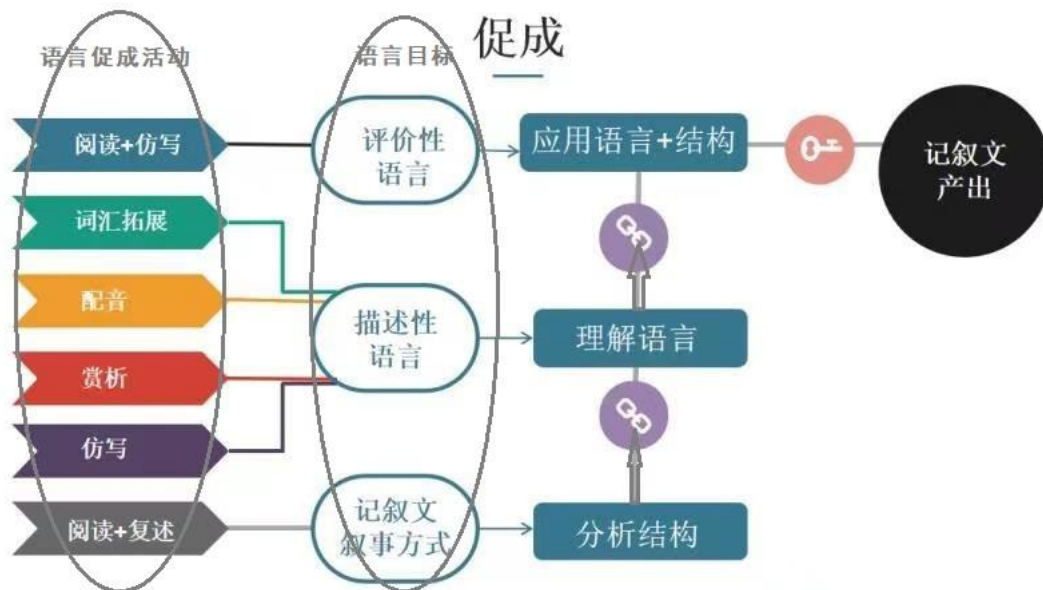 促成
语言促成活动
语言目标
阅读+仿写
词汇拓展
配音
赏析
仿写
阅读+复述
评价性
语言
描述性
语言
记叙文
叙事方式
应用语言+结构
理解语言
分析结构
记叙文
产出